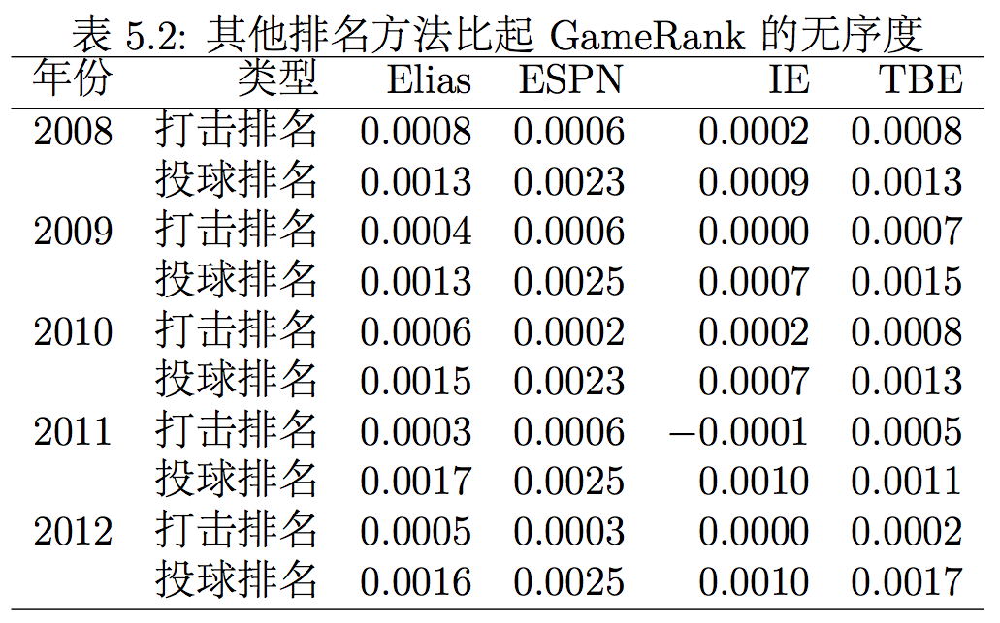 表 5.2: 其他排名方法比起 GameRank 的无序度
年份 类型 Elias ESPN IE TBE
2008 打击排名 0.0008 0.0006 0.0002 0.0008
投球排名 0.0013 0.0023 0.0009 0.0013
2009 打击排名 0.0004 0.0006 0.0000 0.0007
投球排名 0.0013 0.0025 0.0007 0.0015
2010 打击排名 0.0006 0.0002 0.0002 0.0008
投球排名 0.0015 0.0023 0.0007 0.0013
2011 打击排名 0.0003 0.0006 −0.0001 0.0005
投球排名 0.0017 0.0025 0.0010 0.0011
2012 打击排名 0.0005 0.0003 0.0000 0.0002
投球排名 0.0016 0.0025 0.0010 0.0017